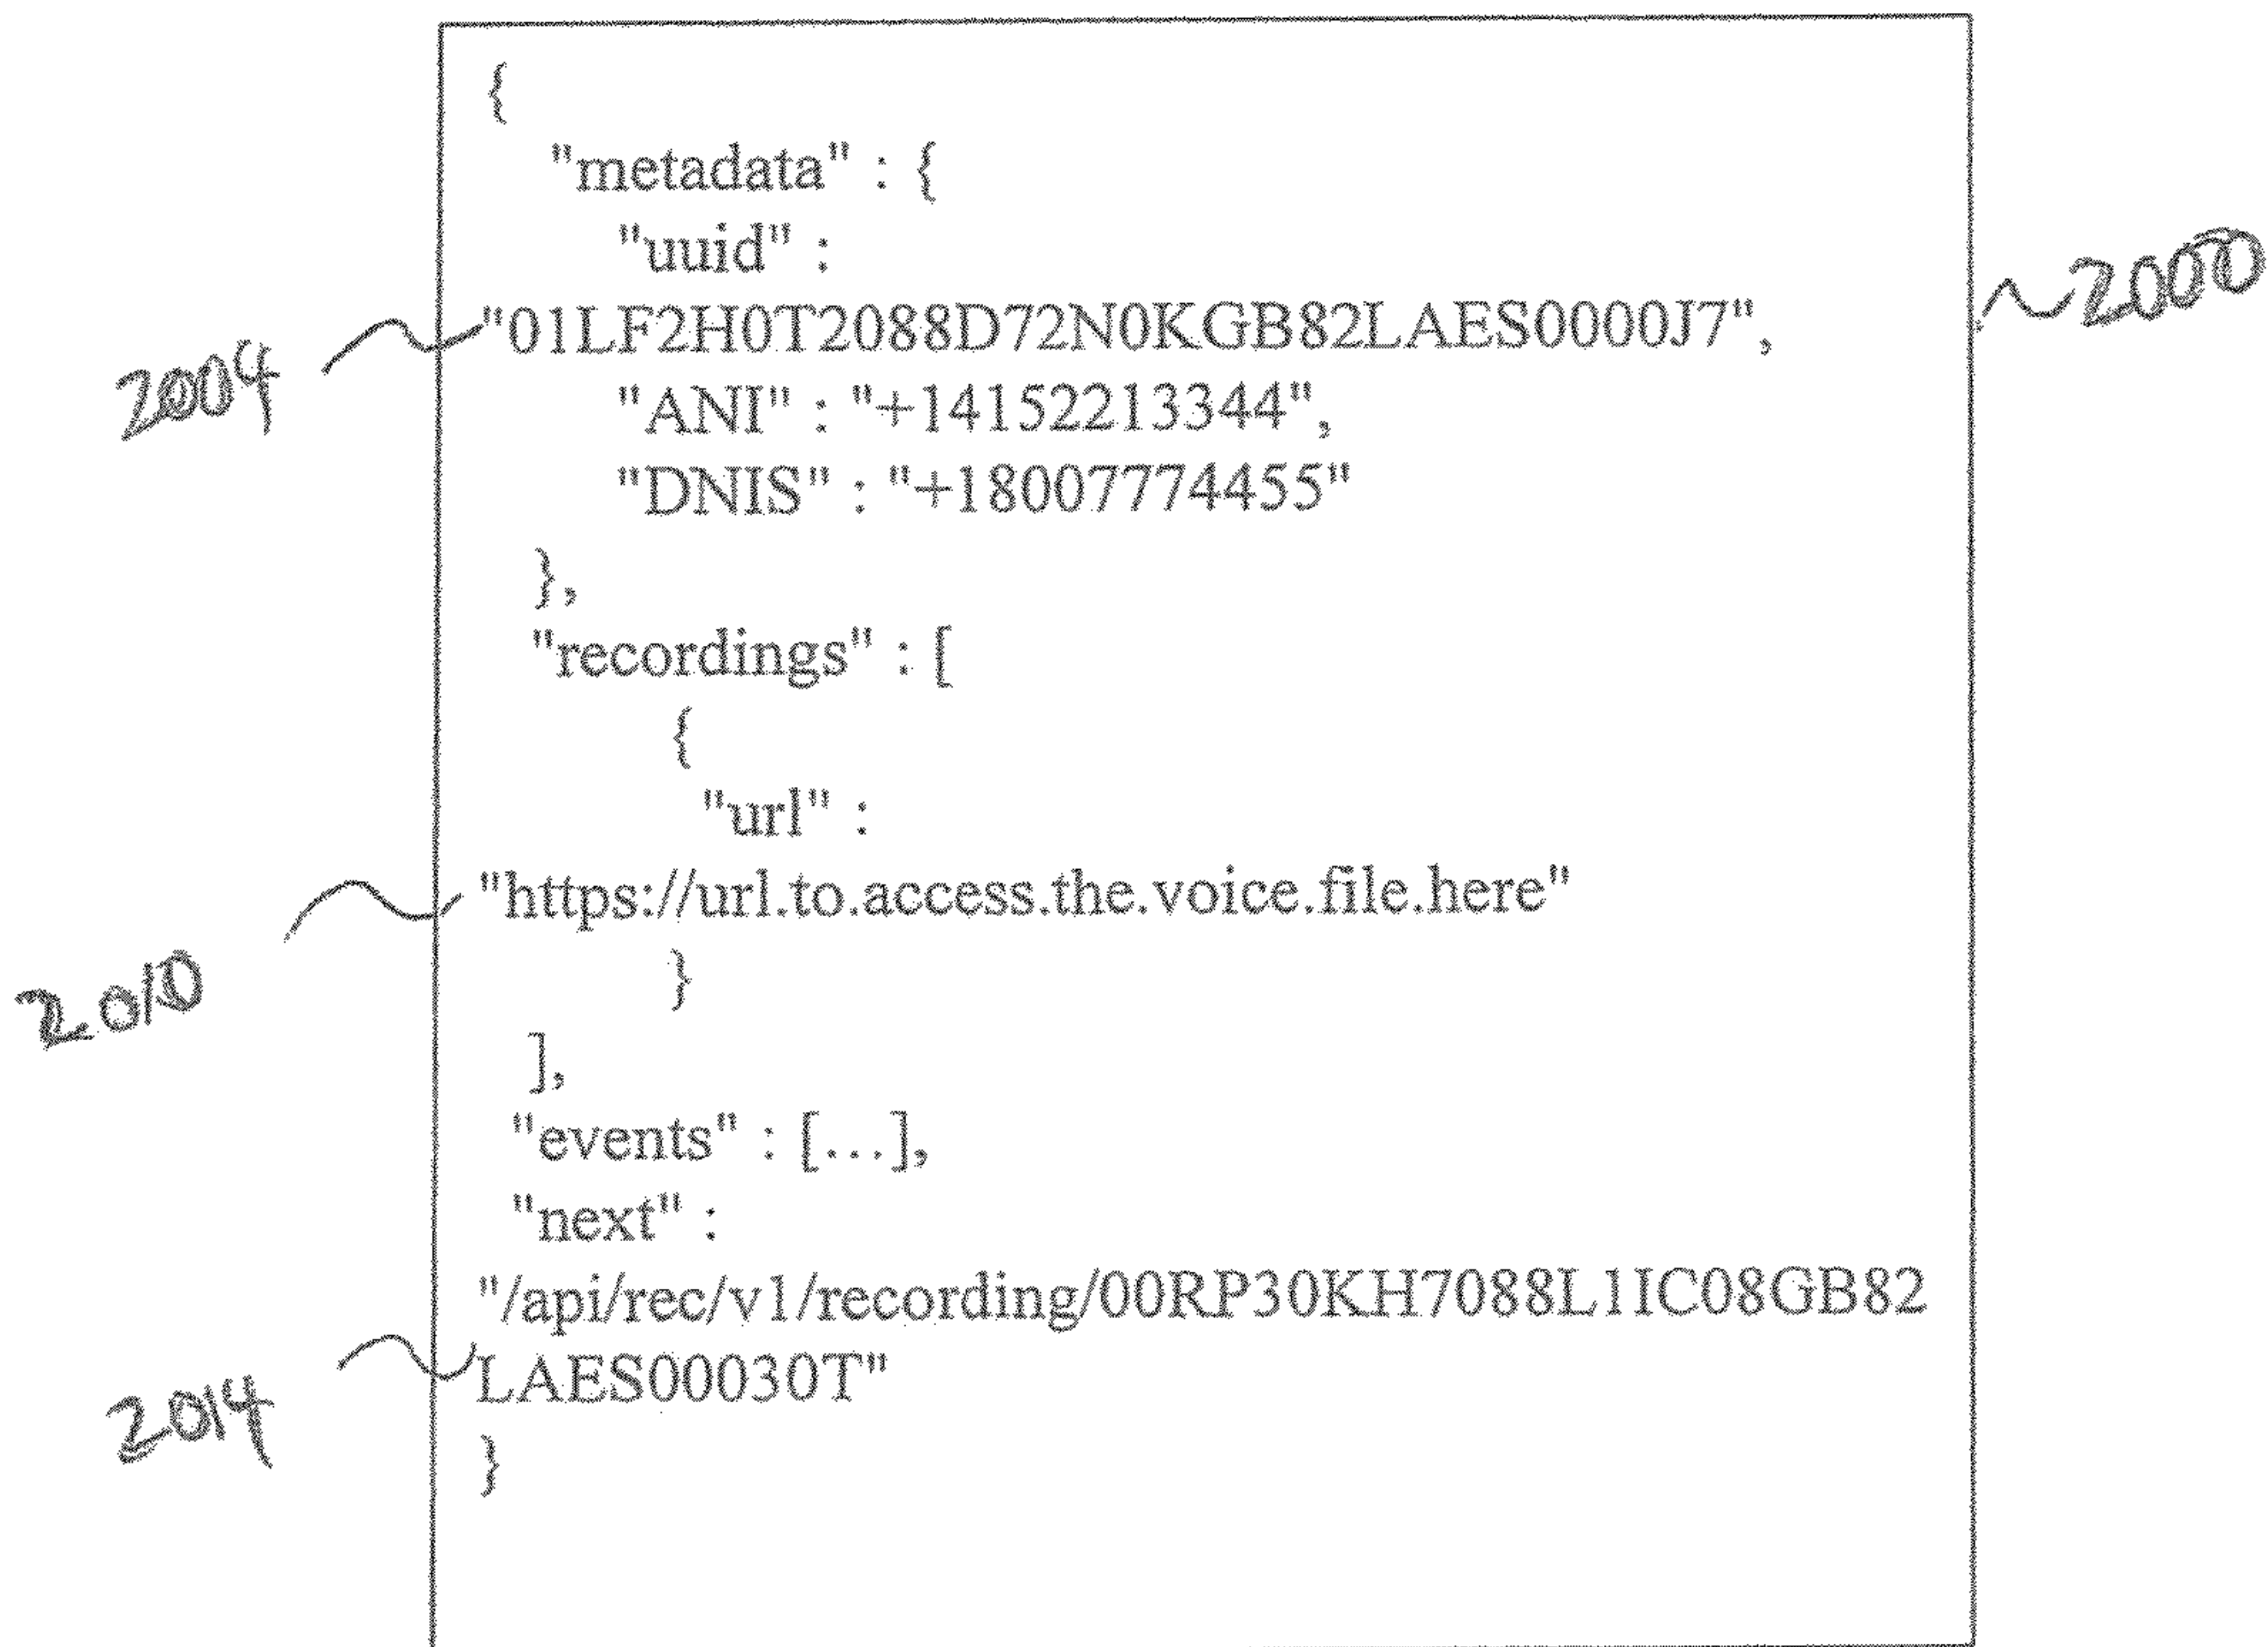 {
"metadata" : {
"uuid" :
2000
"01LF2H0T2088D72N0KGB82LAES0000J7",
2004
"ANI" : "+14152213344",
"DNIS" : "+18007774455"
},
"recordings" : [
{
"url" :
"https://url.to.access.the.voice.file.here"
2010
}
],
"events" : [...],
"next" :
"/api/rec/v1/recording/00RP30KH7088L1IC08GB82
LAES00030T"
2014
}